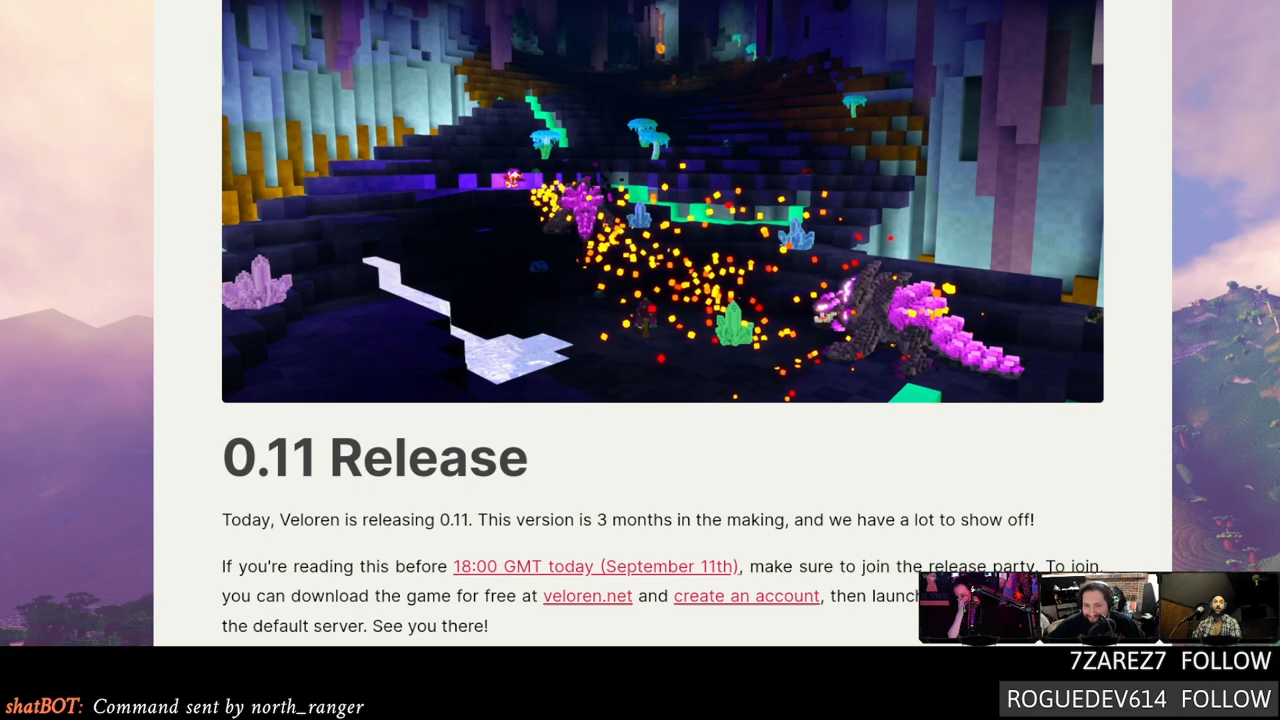 0.11 Release
Today, Veloren is releasing 0.11. This version is 3 months in the making, and we have a lot to show off!
If you're reading this before 18:00 GMT today (September 11th), make sure to join the release party. To join,
you can download the game for free at veloren.net and create an account, then launch
the default server. See you there!
7ZAREZ7 FOLLOW
ROGUEDEV614 FOLLOW
shatBOT: Command sent by north_ranger